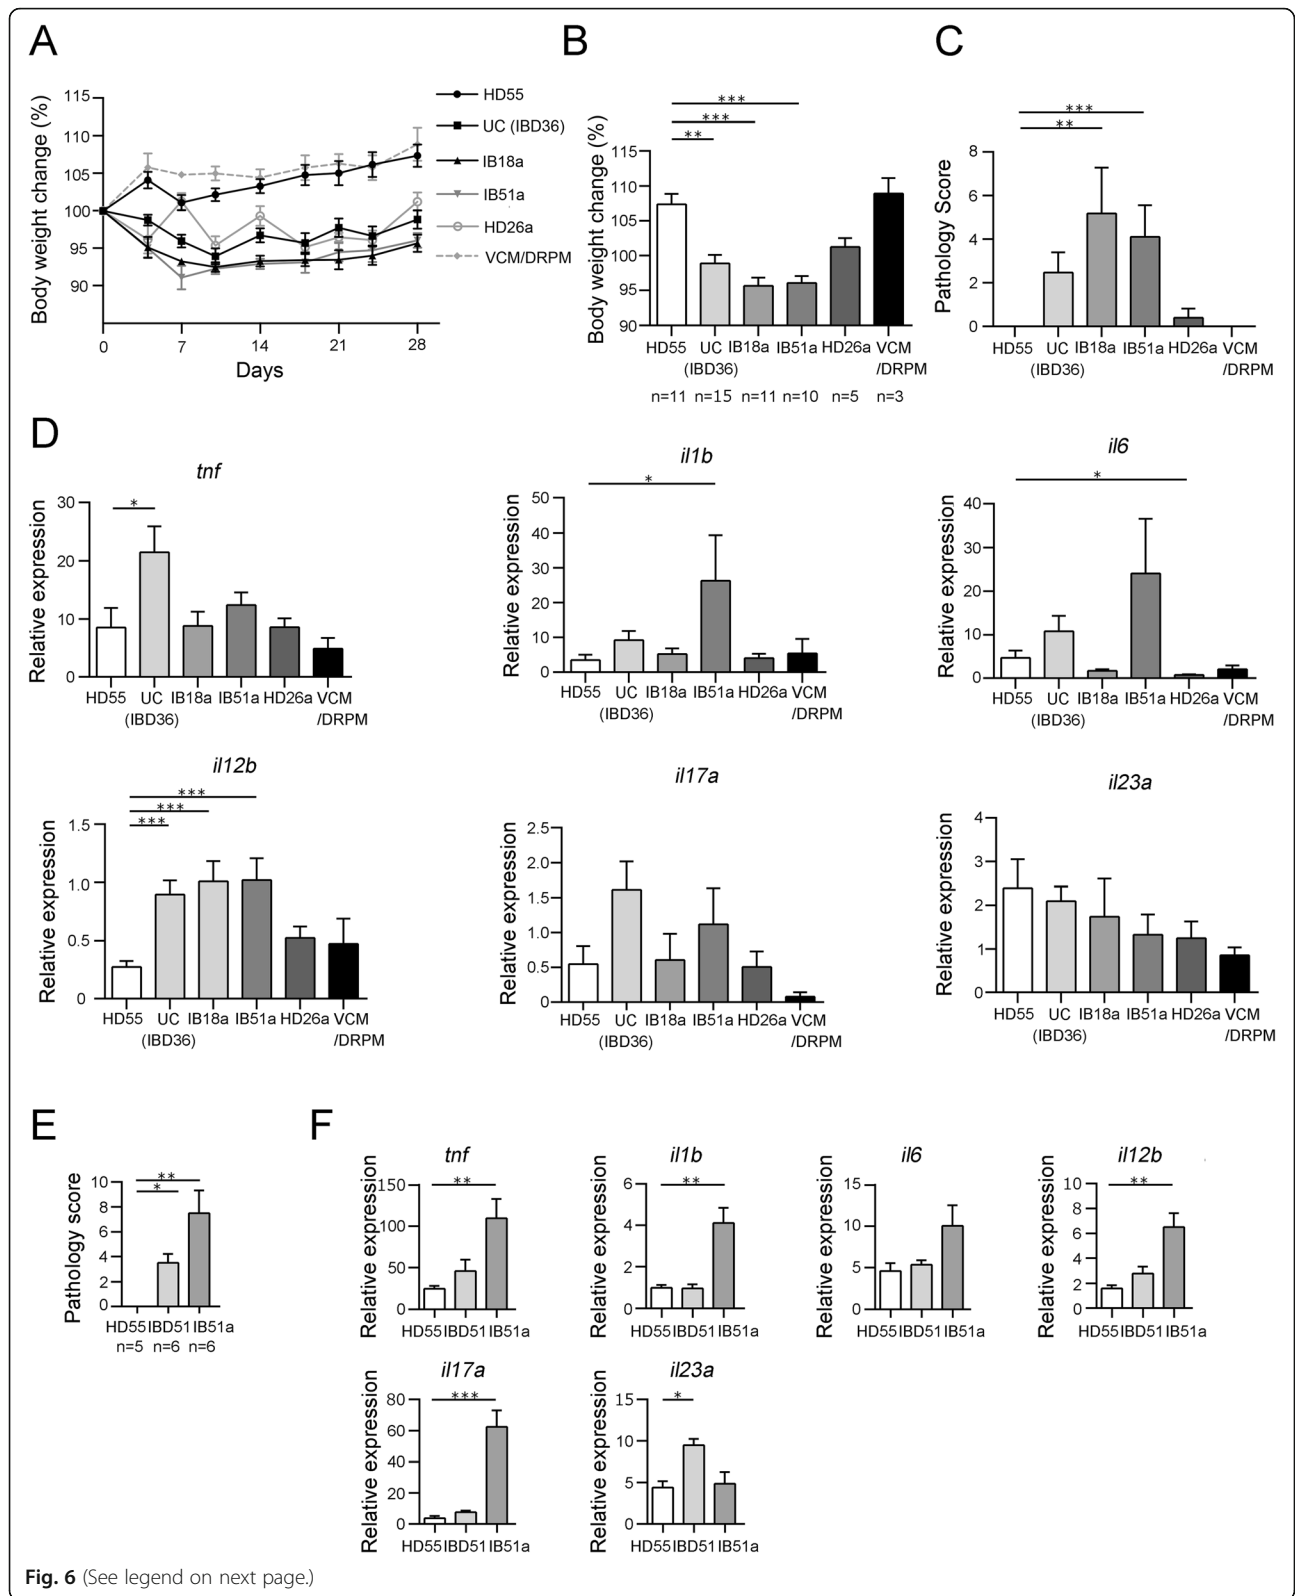 A
Body weight change (%)
115
110
105
100
95
90
0
7
14
21
28
Days
HD55
UC (IBD36)
IB18a
IB51a
HD26a
VCM/DRPM
B
Body weight change (%)
115
110
105
100
95
90
***
***
**
HD55 UC IB18a IB51a HD26a VCM
(IBD36) /DRPM
n=11 n=15 n=11 n=10 n=5 n=3
C
Pathology Score
8
6
4
2
0
***
**
HD55 UC IB18a IB51a HD26a VCM
(IBD36) /DRPM
D
tnf
Relative expression
30
20
10
0
*
HD55 UC IB18a IB51a HD26a VCM
(IBD36) /DRPM
il1b
Relative expression
50
40
30
20
10
0
*
HD55 UC IB18a IB51a HD26a VCM
(IBD36) /DRPM
il6
Relative expression
40
30
20
10
0
*
HD55 UC IB18a IB51a HD26a VCM
(IBD36) /DRPM
il12b
Relative expression
1.5
1.0
0.5
0
***
***
***
HD55 UC IB18a IB51a HD26a VCM
(IBD36) /DRPM
il17a
Relative expression
2.5
2.0
1.5
1.0
0.5
0
HD55 UC IB18a IB51a HD26a VCM
(IBD36) /DRPM
il23a
Relative expression
4
3
2
1
0
HD55 UC IB18a IB51a HD26a VCM
(IBD36) /DRPM
E
Pathology score
10
8
6
4
2
0
**
*
HD55 IBD51 IB51a
n=5 n=6 n=6
F
tnf
Relative expression
150
100
50
0
**
HD55 IBD51 IB51a
il1b
Relative expression
6
4
2
0
**
HD55 IBD51 IB51a
il6
Relative expression
15
10
5
0
HD55 IBD51 IB51a
il12b
Relative expression
10
8
6
4
2
0
**
HD55 IBD51 IB51a
il17a
Relative expression
80
60
40
20
0
***
HD55 IBD51 IB51a
il23a
Relative expression
15
10
5
0
*
HD55 IBD51 IB51a
Fig. 6 (See legend on next page.)